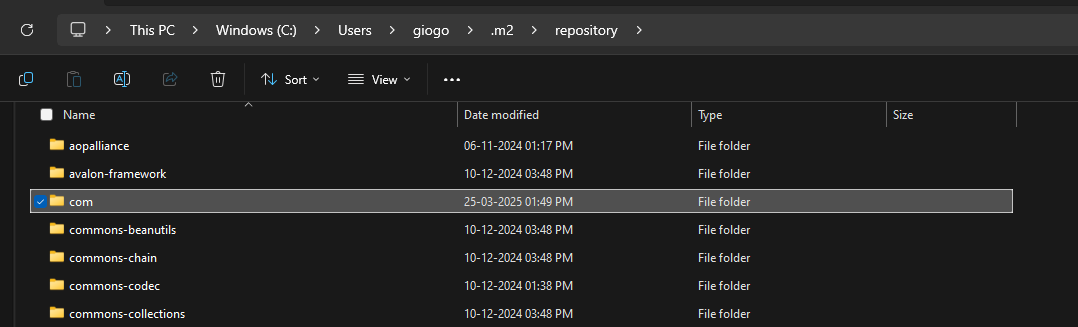 This PC > Windows (C:) > Users > giogo > .m2 > repository >
Sort View ...
Name Date modified Type Size
aopalliance 06-11-2024 01:17 PM File folder
avalon-framework 10-12-2024 03:48 PM File folder
com 25-03-2025 01:49 PM File folder
commons-beanutils 10-12-2024 03:48 PM File folder
commons-chain 10-12-2024 03:48 PM File folder
commons-codec 10-12-2024 01:38 PM File folder
commons-collections 10-12-2024 03:48 PM File folder